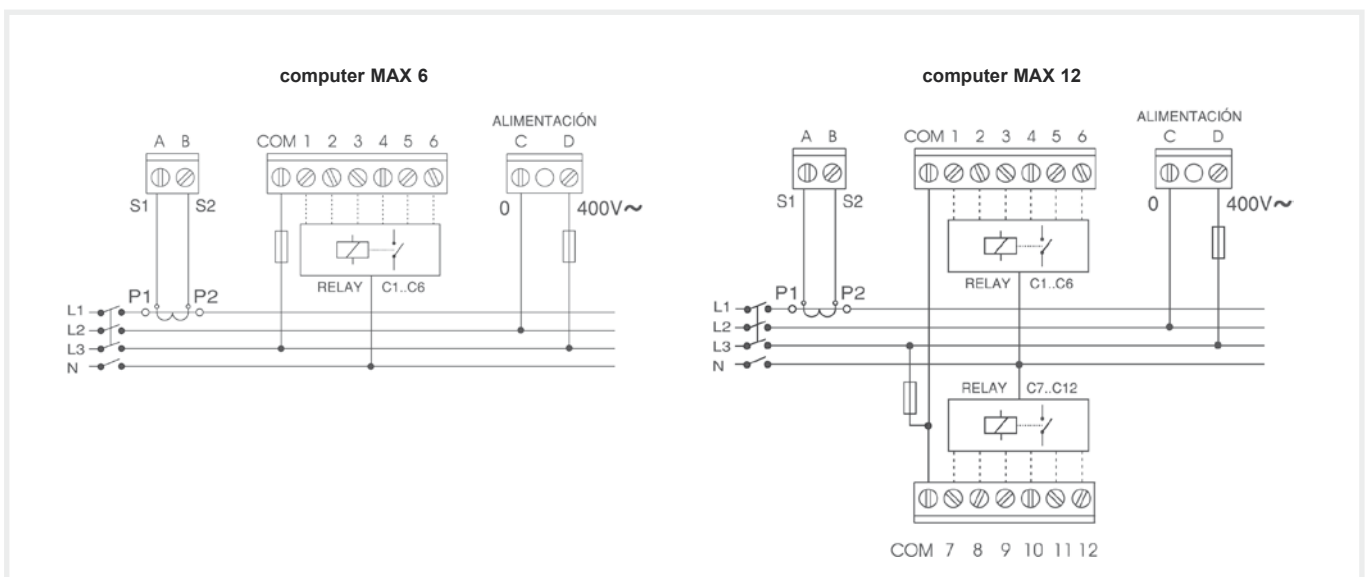 computer MAX 6
ALIMENTACIÓN
A B
COM 1 2 3 4 5 6
C D
S1 S2
0 400V~
RELAY C1..C6
P1 P2
L1
L2
L3
N
computer MAX 12
ALIMENTACIÓN
A B
COM 1 2 3 4 5 6
C D
S1 S2
0 400V~
RELAY C1..C6
P1 P2
L1
L2
L3
N
RELAY C7..C12
COM 7 8 9 10 11 12